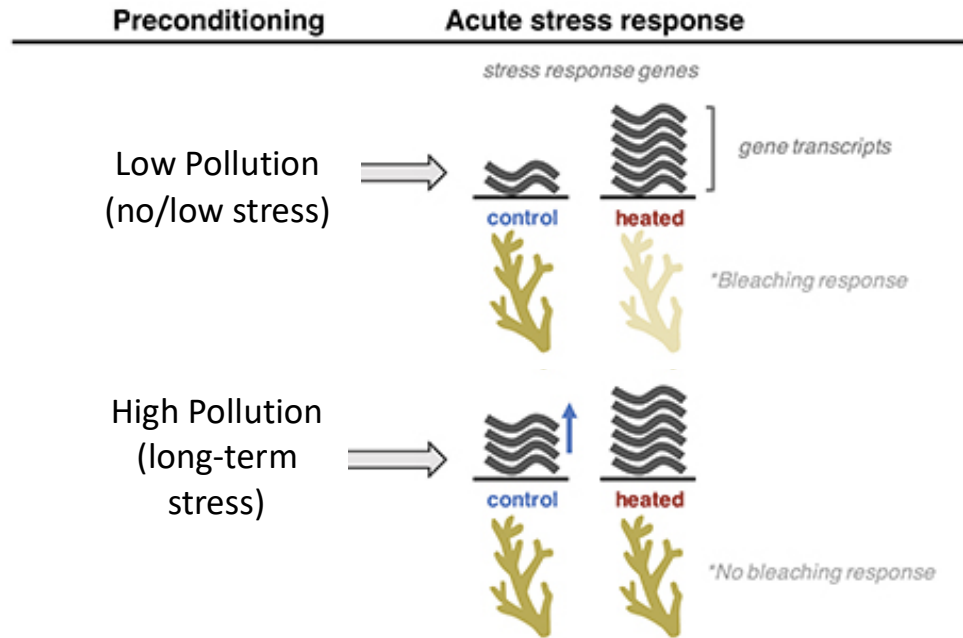 Preconditioning
Acute stress response
stress response genes
Low Pollution
(no/low stress)
gene transcripts
control
heated
*Bleaching response
High Pollution
(long-term
stress)
control
heated
*No bleaching response